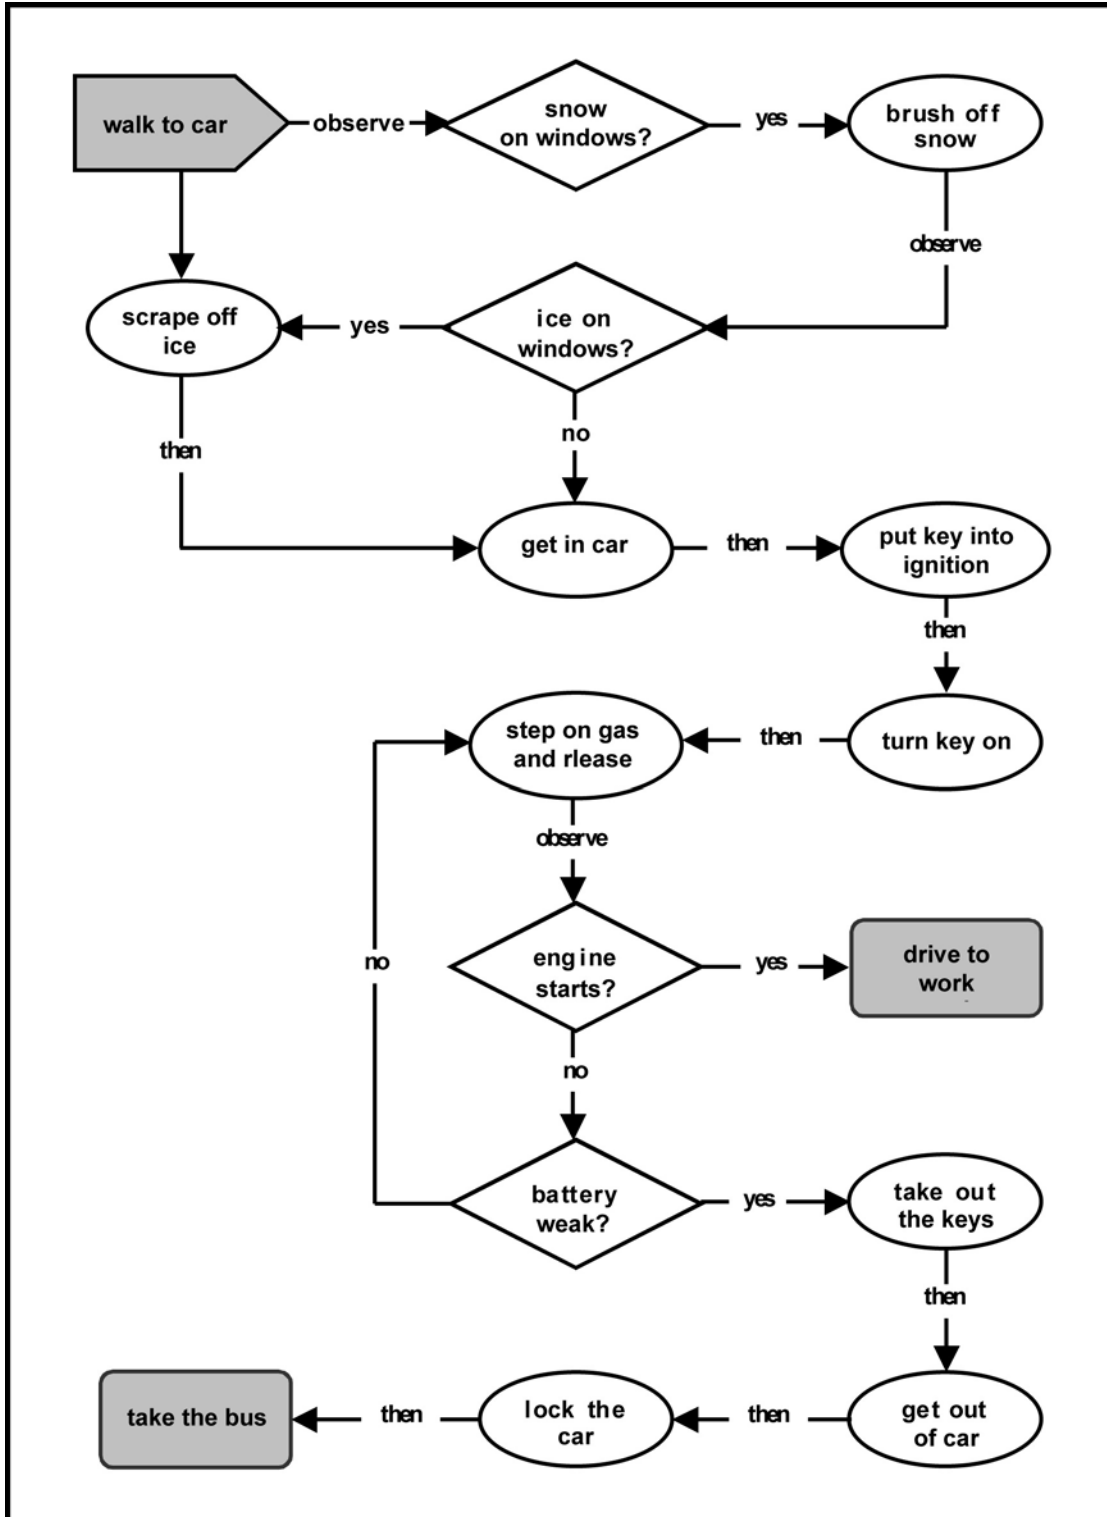 walk to car
observe
snow
on windows?
yes
brush off
snow
observe
scrape off
ice
yes
ice on
windows?
then
no
get in car
then
put key into
ignition
then
step on gas
and rlease
then
turn key on
observe
no
engine
starts?
yes
drive to
work
no
battery
weak?
yes
take out
the keys
then
take the bus
then
lock the
car
then
get out
of car